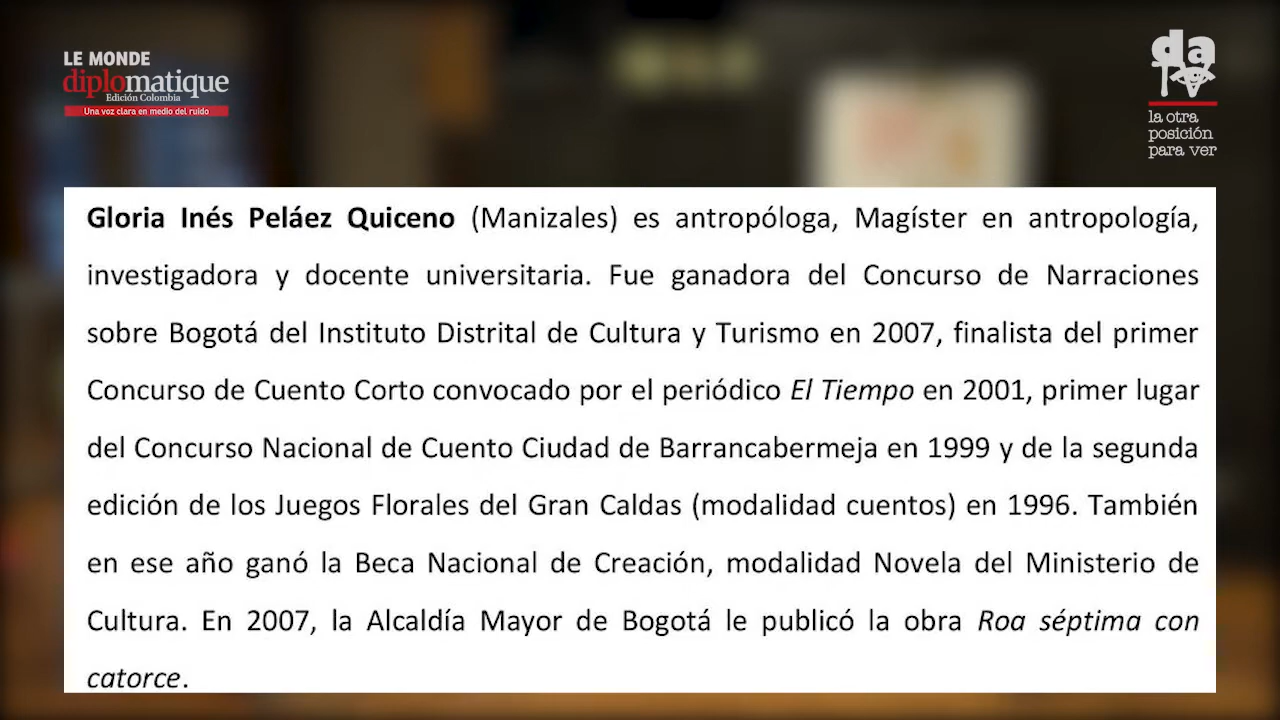 LE MONDE
diplomatique
Edición Colombia
Una voz clara en medio del ruido
da
la otra
posición
para ver
Gloria Inés Peláez Quiceno (Manizales) es antropóloga, Magíster en antropología,
investigadora y docente universitaria. Fue ganadora del Concurso de Narraciones
sobre Bogotá del Instituto Distrital de Cultura y Turismo en 2007, finalista del primer
Concurso de Cuento Corto convocado por el periódico El Tiempo en 2001, primer lugar
del Concurso Nacional de Cuento Ciudad de Barrancabermeja en 1999 y de la segunda
edición de los Juegos Florales del Gran Caldas (modalidad cuentos) en 1996. También
en ese año ganó la Beca Nacional de Creación, modalidad Novela del Ministerio de
Cultura. En 2007, la Alcaldía Mayor de Bogotá le publicó la obra Roa séptima con
catorce.